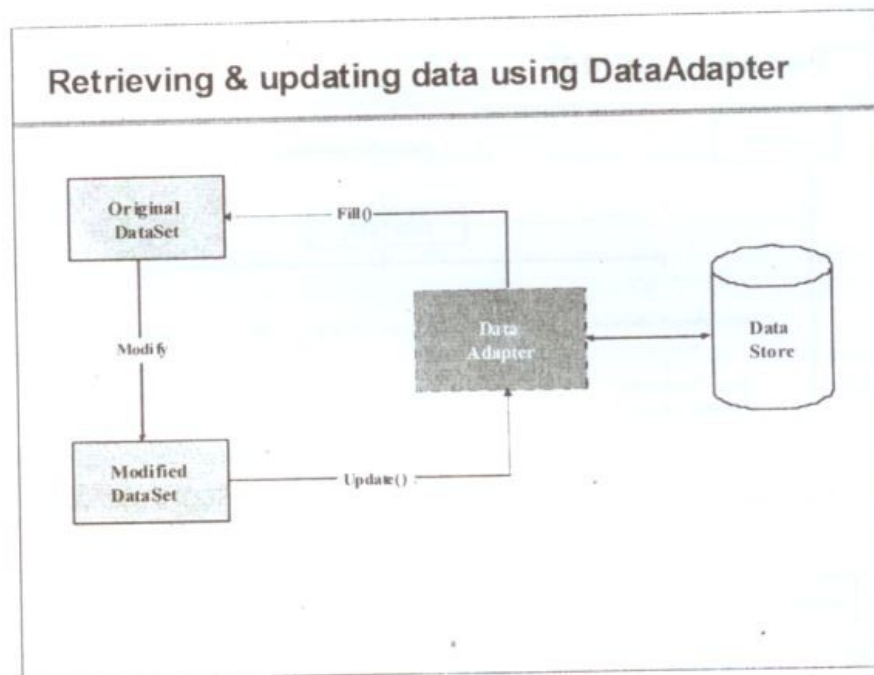 Retrieving & updating data using DataAdapter
Original
DataSet
Fill()
Data
Adapter
Data
Store
Modify
Modified
DataSet
Update()